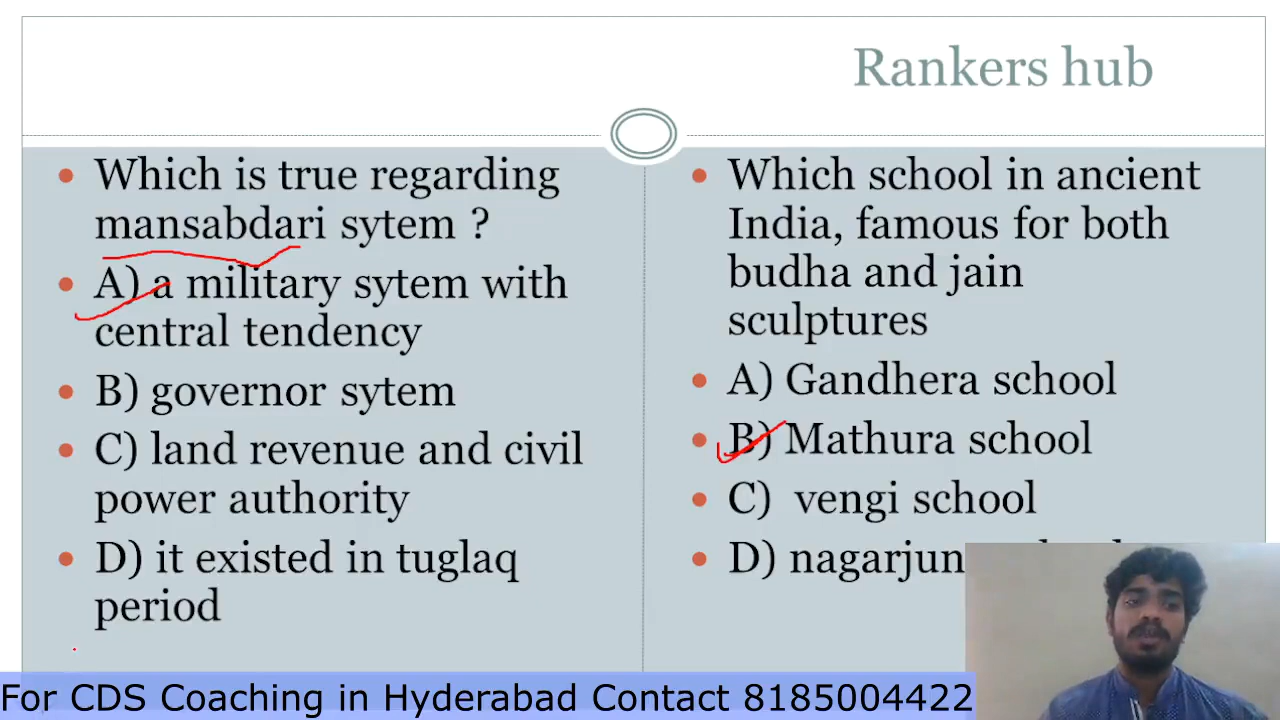 Rankers hub
• Which is true regarding
mansabdari sytem ?
• A) a military sytem with
central tendency
• B) governor sytem
• C) land revenue and civil
power authority
• D) it existed in tuglaq
period
• Which school in ancient
India, famous for both
budha and jain
sculptures
• A) Gandhera school
• B) Mathura school
• C) vengi school
• D)
For CDS Coaching in Hyderabad Contact 8185004422